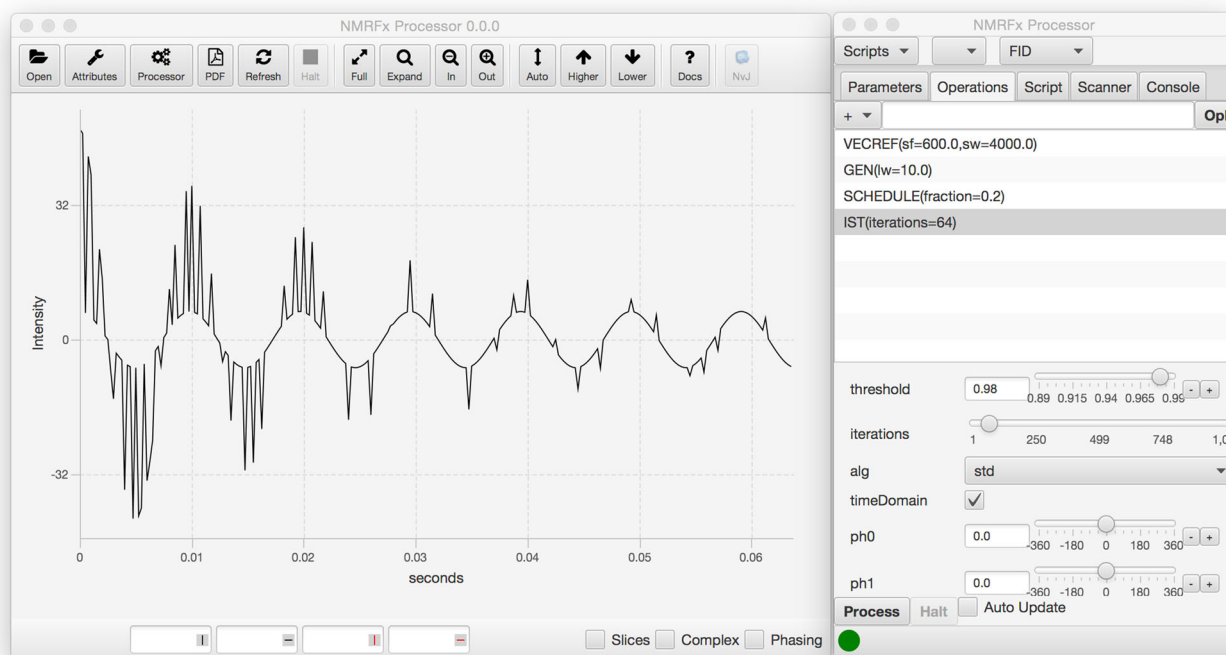 NMRFx Processor 0.0.0
Open Attributes Processor PDF Refresh Halt Full Expand In Out Auto Higher Lower Docs NvJ
Intensity
32
0
-32
0 0.01 0.02 0.03 0.04 0.05 0.06
seconds
Slices Complex Phasing
NMRFx Processor
Scripts FID
Parameters Operations Script Scanner Console
+
VECREF(sf=600.0,sw=4000.0)
GEN(lw=10.0)
SCHEDULE(fraction=0.2)
IST(iterations=64)
threshold 0.98 - +
0.89 0.915 0.94 0.965 0.99
iterations
1 250 499 748
alg std
timeDomain
ph0 0.0 - +
-360 -180 0 180 360
ph1 0.0 - +
-360 -180 0 180 360
Process Halt Auto Update